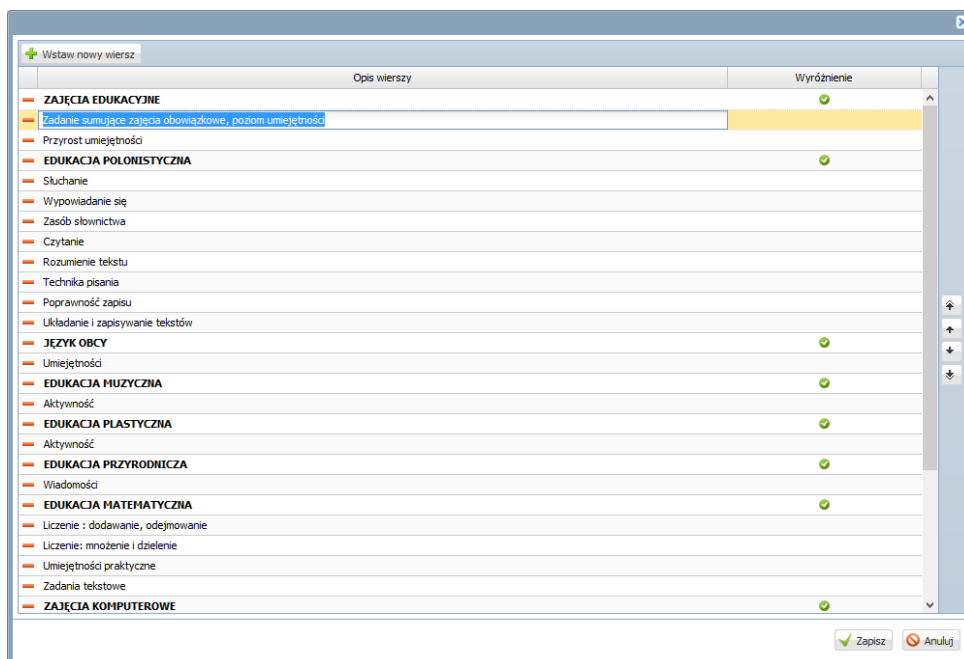 Wstaw nowy wiersz
Opis wierszy Wyróżnienie
ZAJĘCIA EDUKACYJNE
Zadanie sumujące zajęcia obowiązkowe, poziom umiejętności
Przyrost umiejętności
EDUKACJA POLONISTYCZNA
Słuchanie
Wypowiadanie się
Zasób słownictwa
Czytanie
Rozumienie tekstu
Technika pisania
Poprawność zapisu
Układanie i zapisywanie tekstów
JĘZYK OBCY
Umiejętności
EDUKACJA MUZYCZNA
Aktywność
EDUKACJA PLASTYCZNA
Aktywność
EDUKACJA PRZYRODNICZA
Wiadomości
EDUKACJA MATEMATYCZNA
Liczenie : dodawanie, odejmowanie
Liczenie: mnożenie i dzielenie
Umiejętności praktyczne
Zadania tekstowe
ZAJĘCIA KOMPUTEROWE
Zapisz Anuluj